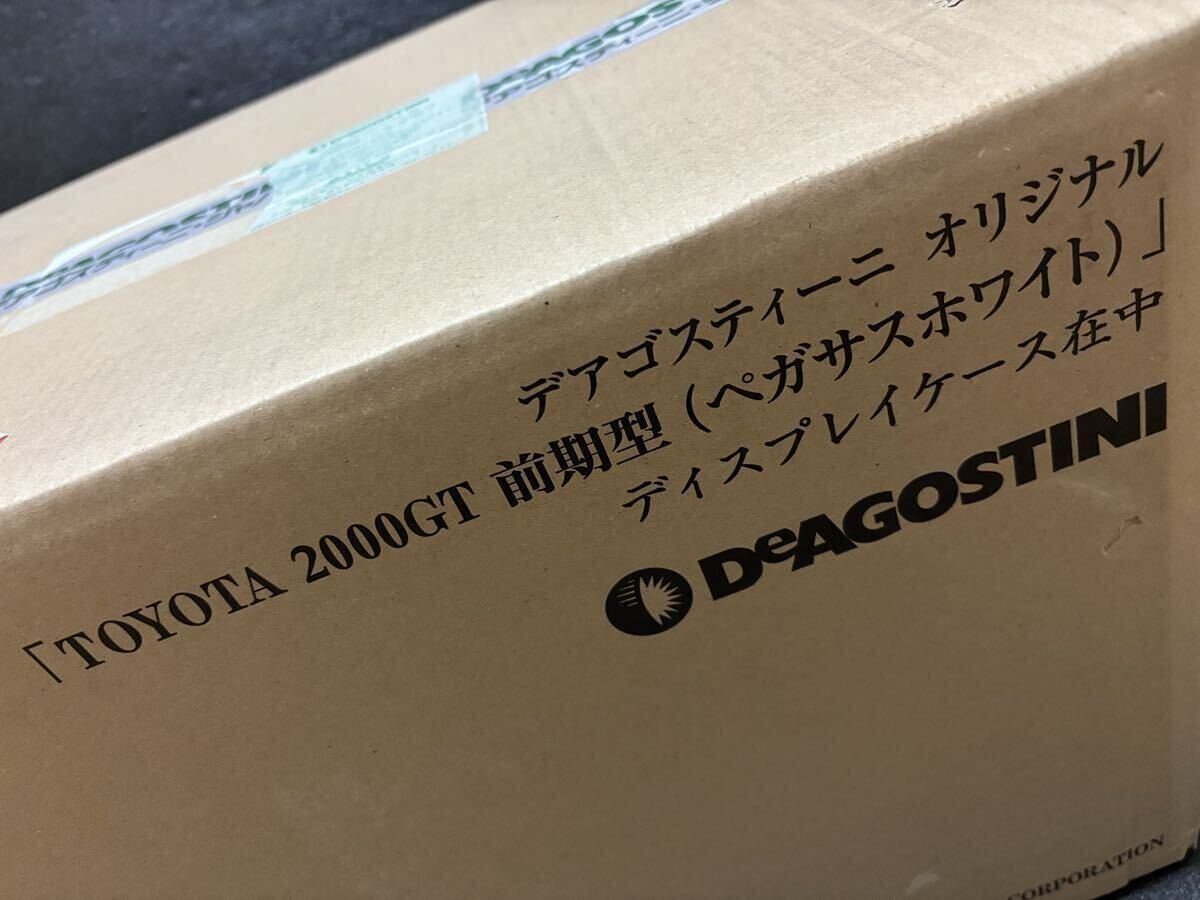 デアゴスティーニ オリジナル
「TOYOTA 2000GT 前期型（ペガサスホワイト）」
ディスプレイケース在中
DeAGOSTINI
CORPORATION